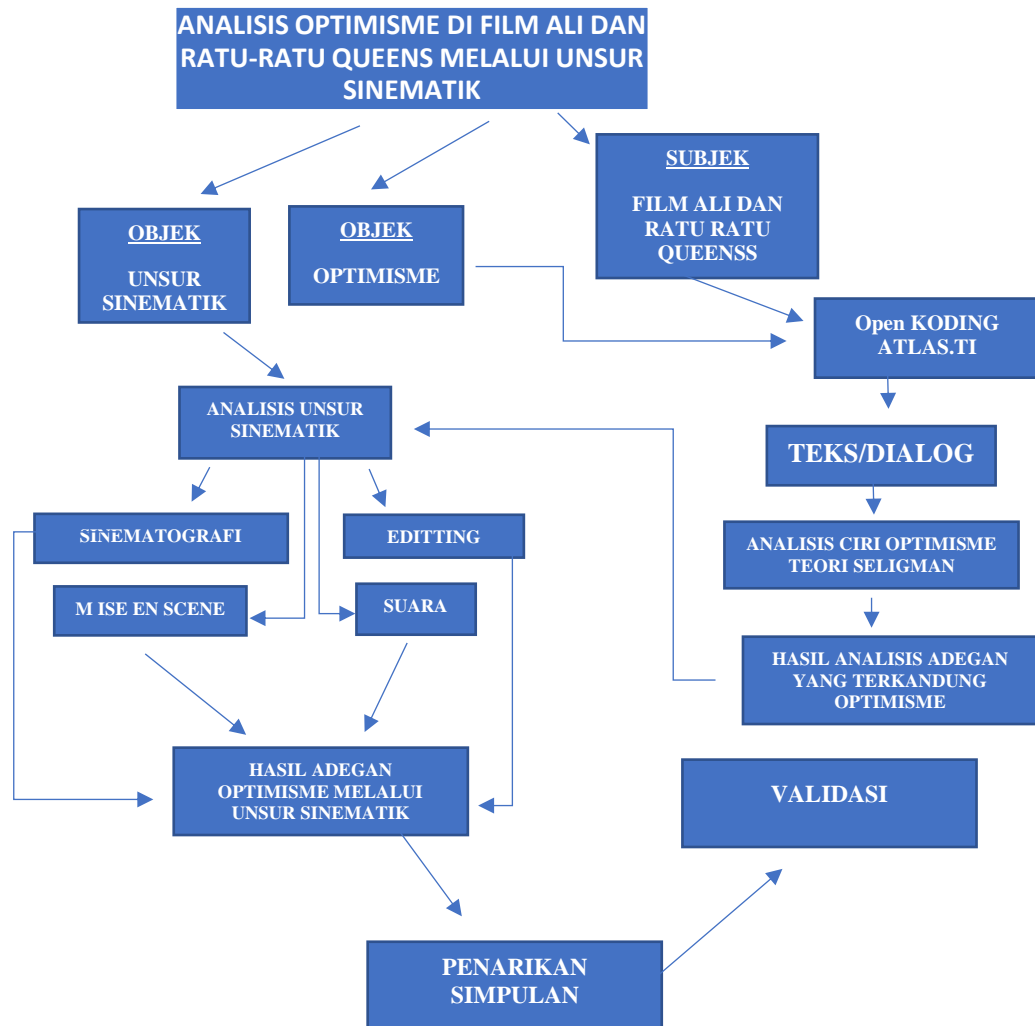 ANALISIS OPTIMISME DI FILM ALI DAN
RATU-RATU QUEENS MELALUI UNSUR
SINEMATIK
SUBJEK
FILM ALI DAN
RATU RATU
QUEENSS
OBJEK
UNSUR
SINEMATIK
OBJEK
OPTIMISME
Open KODING
ATLAS.TI
ANALISIS UNSUR
SINEMATIK
TEKS/DIALOG
SINEMATOGRAFI
EDITTING
ANALISIS CIRI OPTIMISME
TEORI SELIGMAN
M ISE EN SCENE
SUARA
HASIL ANALISIS ADEGAN
YANG TERKANDUNG
OPTIMISME
HASIL ADEGAN
OPTIMISME MELALUI
UNSUR SINEMATIK
VALIDASI
PENARIKAN
SIMPULAN